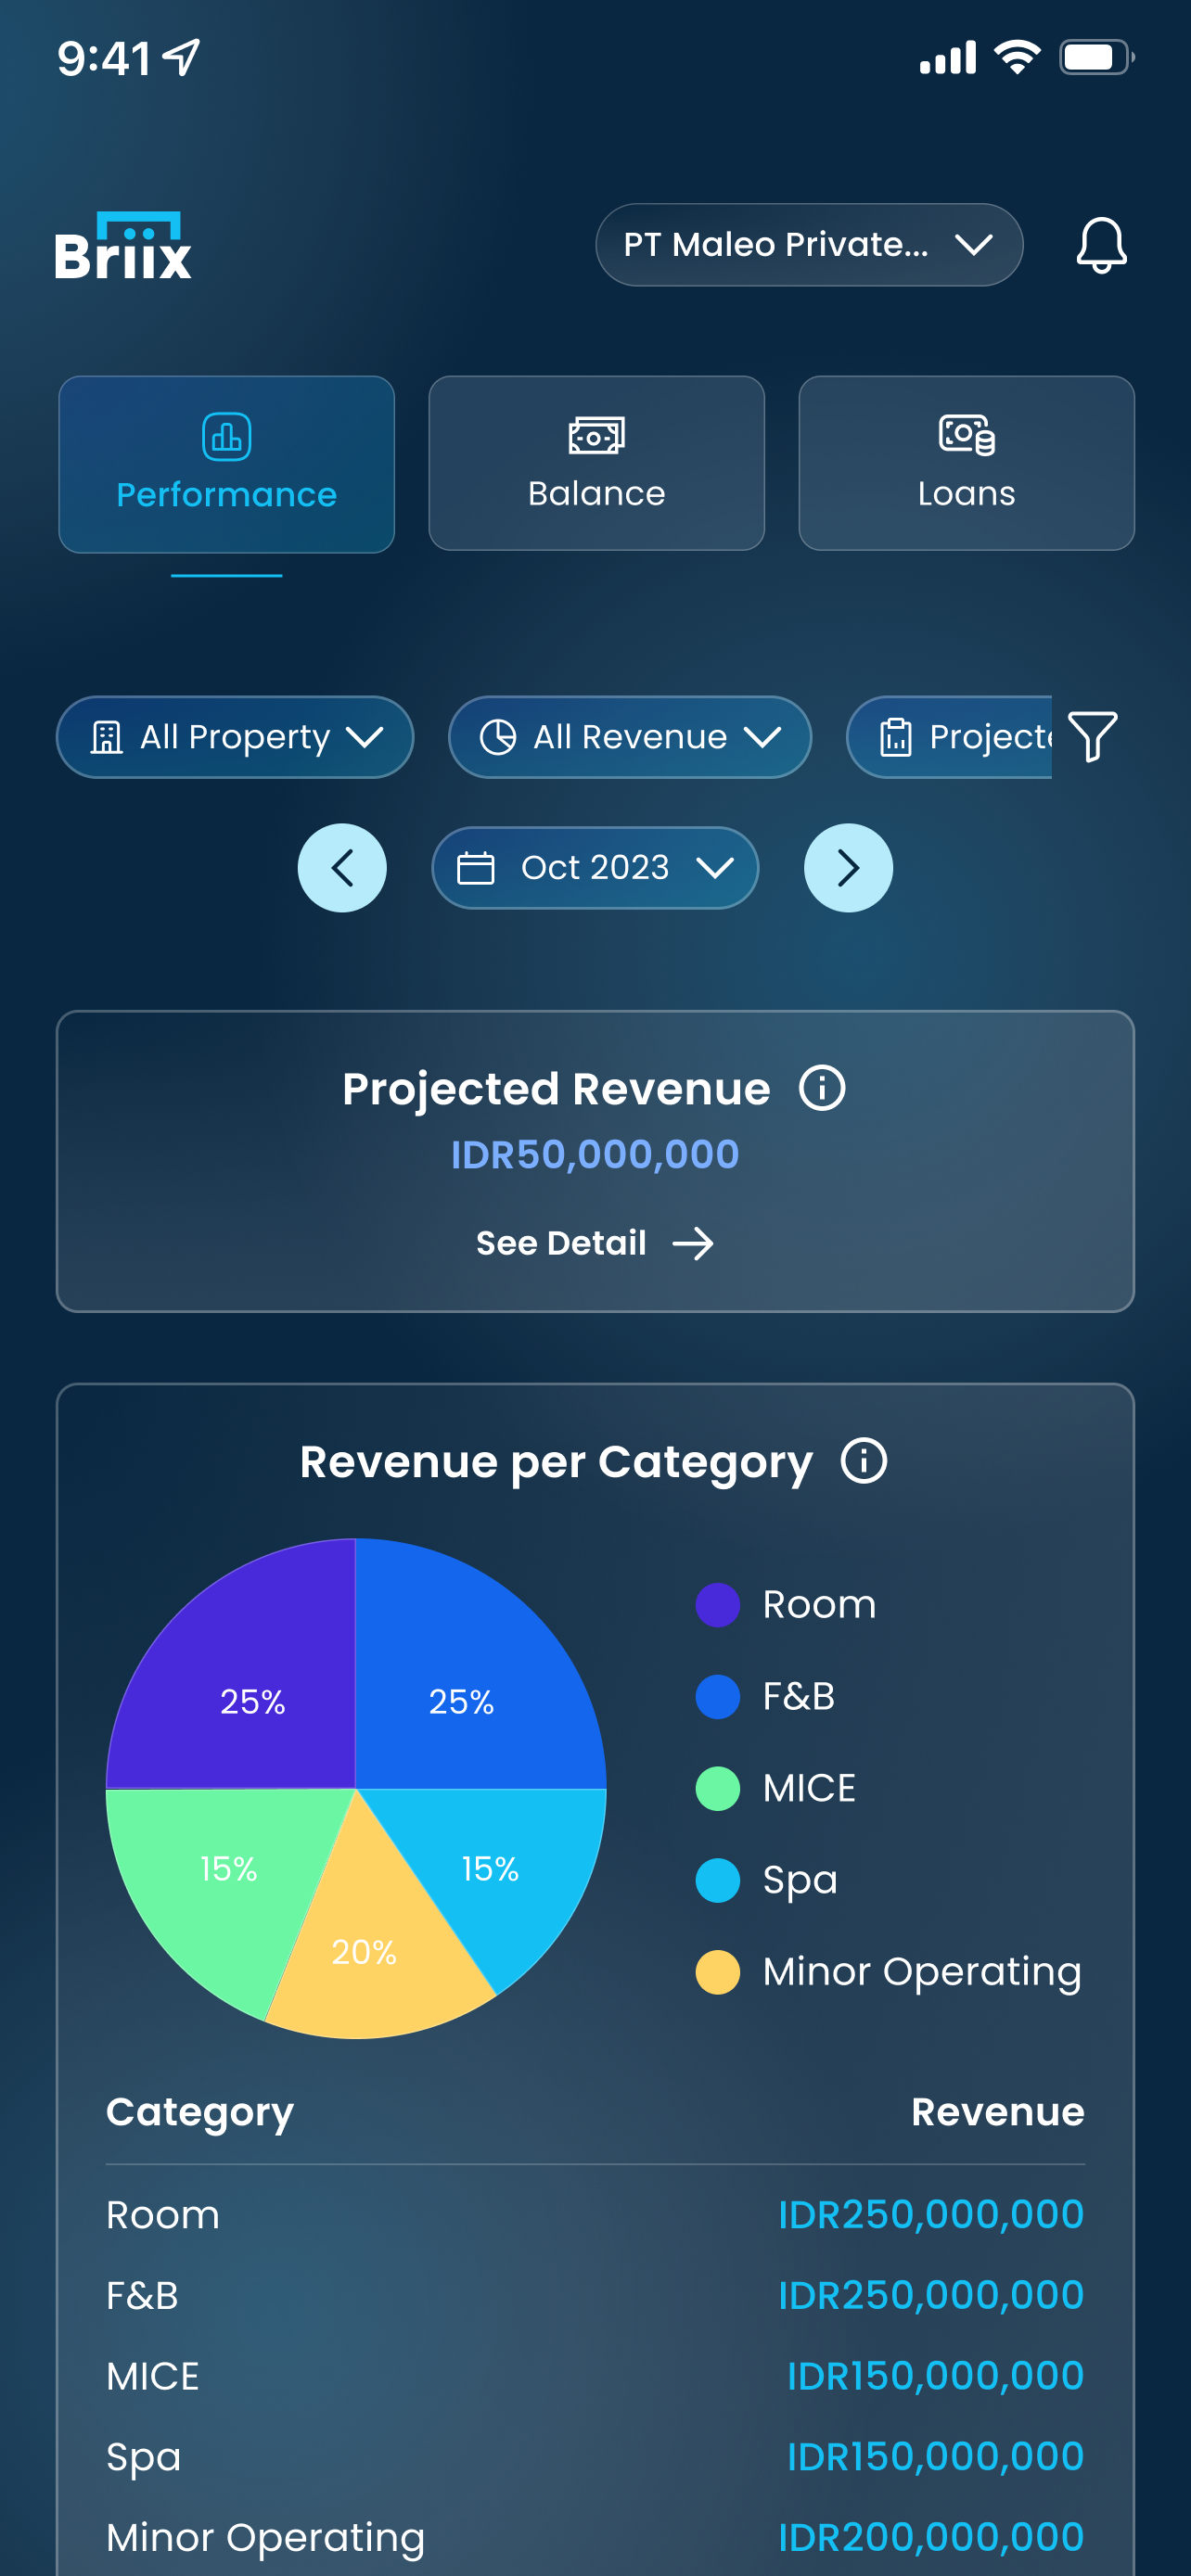 9:41
Briix
PT Maleo Private...
Performance
Balance
Loans
All Property
All Revenue
Projecte
Oct 2023
Projected Revenue
IDR50,000,000
See Detail
Revenue per Category
25%
25%
15%
15%
20%
Room
F&B
MICE
Spa
Minor Operating
Category Revenue
Room IDR250,000,000
F&B IDR250,000,000
MICE IDR150,000,000
Spa IDR150,000,000
Minor Operating IDR200,000,000